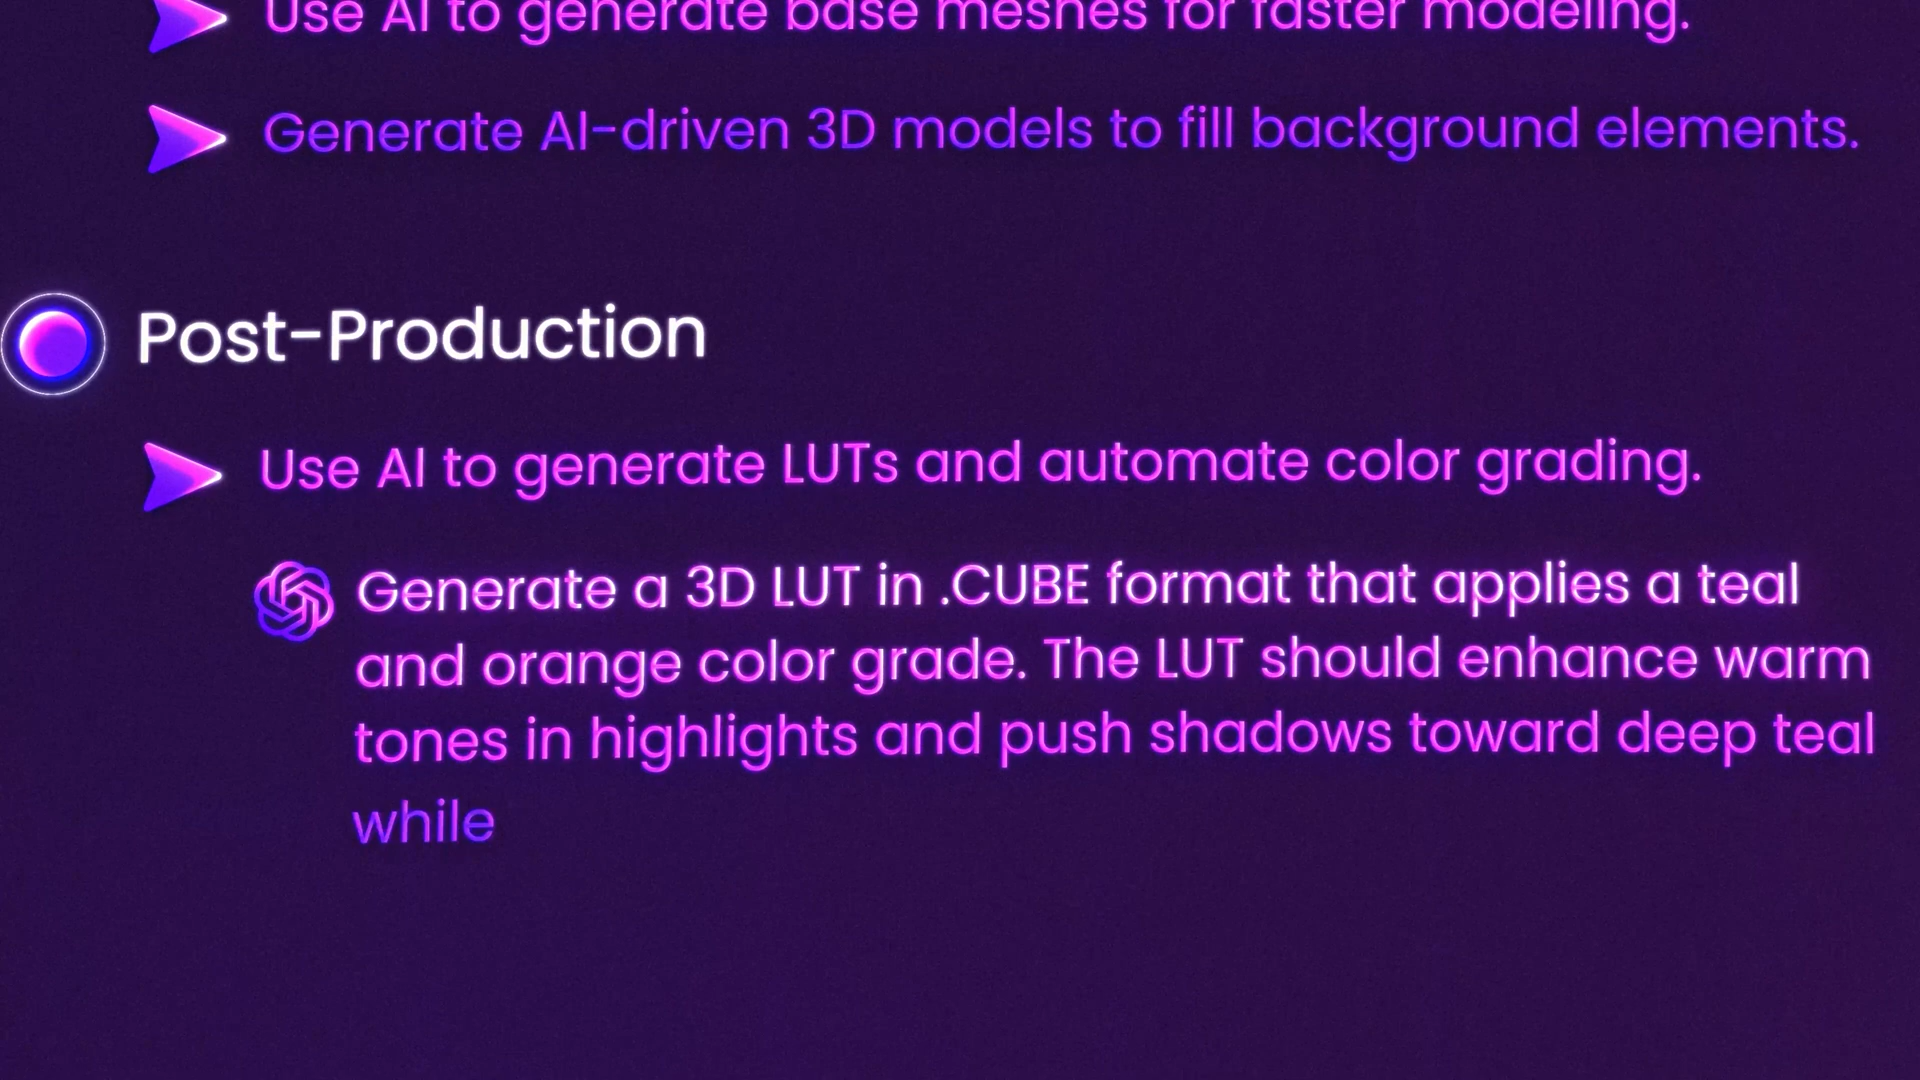 Use AI to generate base meshes for faster modeling.
Generate AI-driven 3D models to fill background elements.
Post-Production
Use AI to generate LUTs and automate color grading.
Generate a 3D LUT in .CUBE format that applies a teal
and orange color grade. The LUT should enhance warm
tones in highlights and push shadows toward deep teal
while